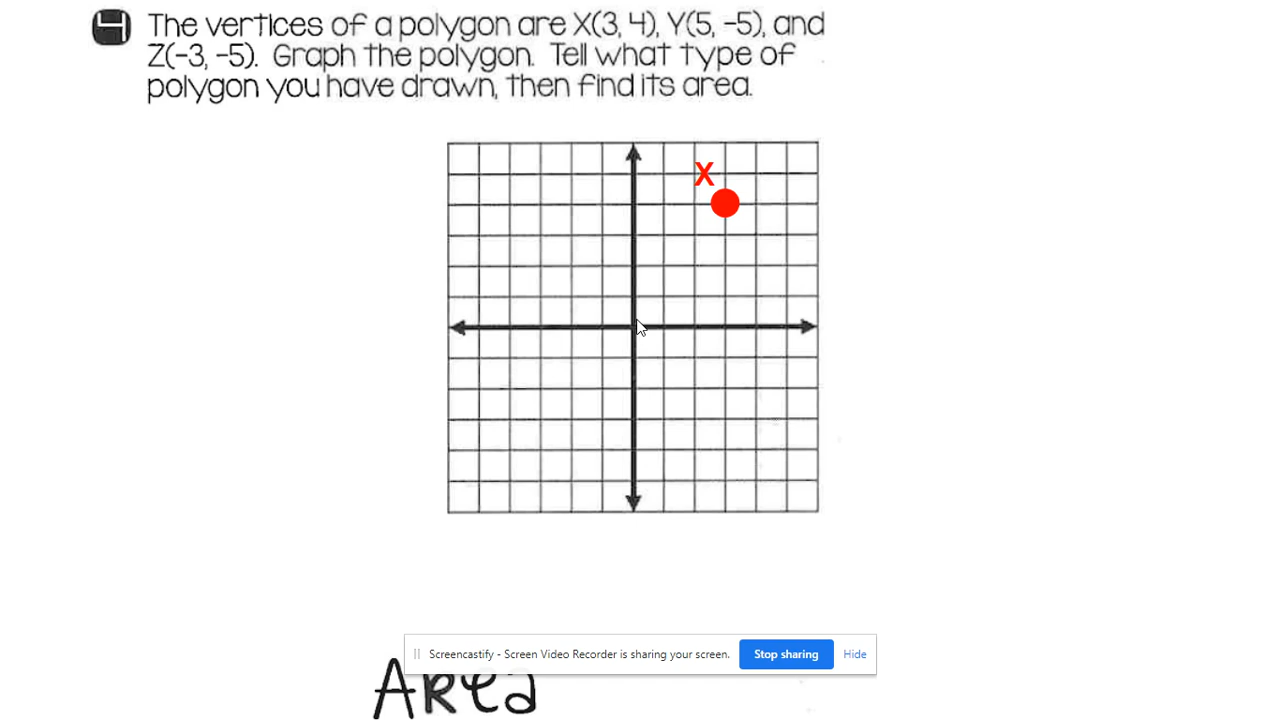 4 The vertices of a polygon are X(3, 4), Y(5, -5), and
Z(-3, -5). Graph the polygon. Tell what type of
polygon you have drawn, then find its area.
X
Screencastify - Screen Video Recorder is sharing your screen. Stop sharing Hide
Area